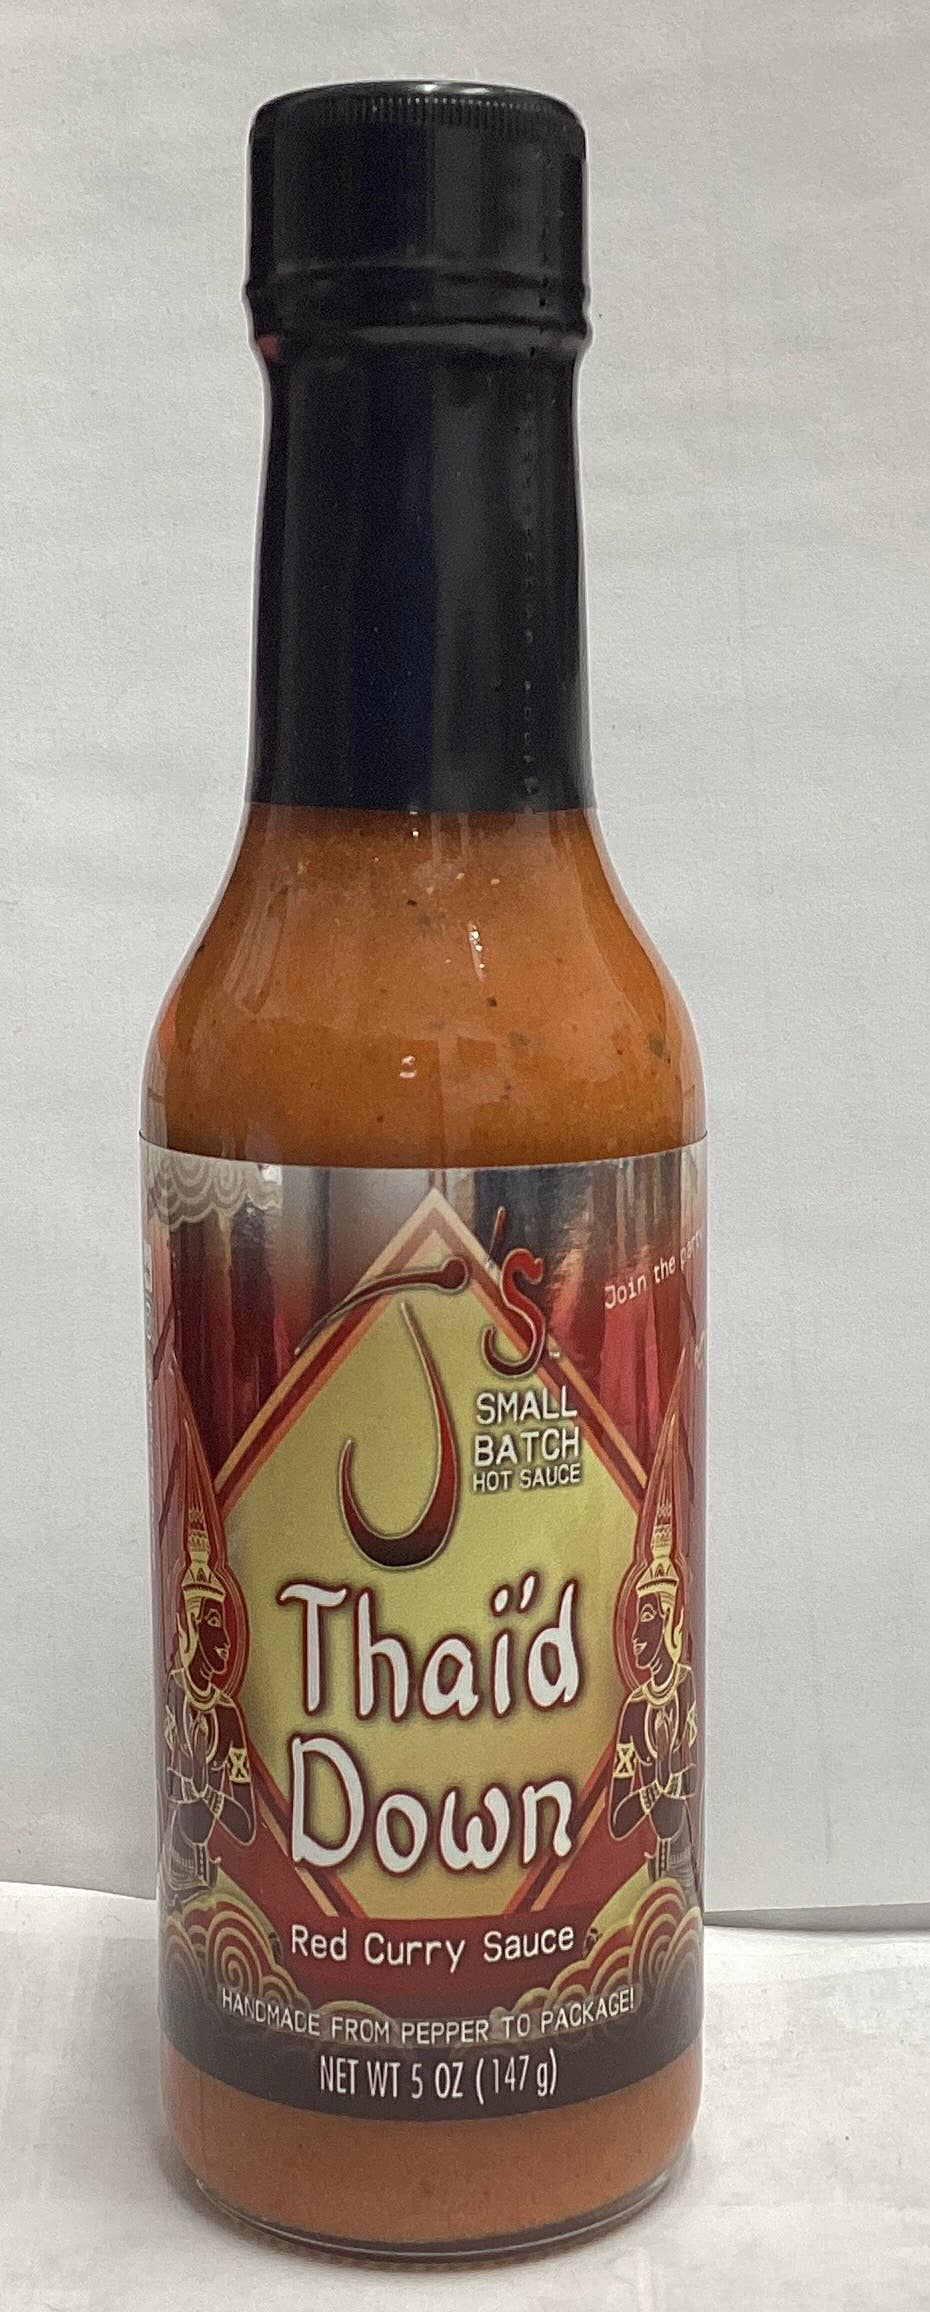 J's
SMALL
BATCH
HOT SAUCE
Join the
Thaï'd
Down
Red Curry Sauce
HANDMADE FROM PEPPER TO PACKAGE!
NET WT 5 OZ (147 g)